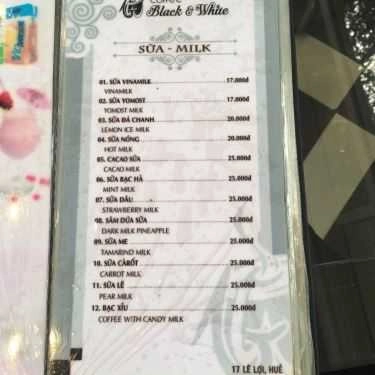 COFFEE
Black & White
SỮA - MILK
01. SỮA VINAMILK 17.000đ
VINAMILK
02. SỮA YOMOST 17.000đ
YOMOST MILK
03. SỮA ĐÁ CHANH 20.000đ
LEMON ICE MILK
04. SỮA NÓNG 20.000đ
HOT MILK
05. CACAO SỮA 25.000đ
CACAO MILK
06. SỮA BẠC HÀ 25.000đ
MINT MILK
07. SỮA DÂU 25.000đ
STRAWBERRY MILK
08. SẦM DỨA SỮA 25.000đ
DARK MILK PINEAPPLE
09. SỮA ME 25.000đ
TAMARINO MILK
10. SỮA CÀRỐT 25.000đ
CARROT MILK
11. SỮA LÊ 25.000đ
PEAR MILK
12. BẠC XỈU 25.000đ
COFFEE WITH CANDY MILK
17 LÊ LỢI, HUẾ